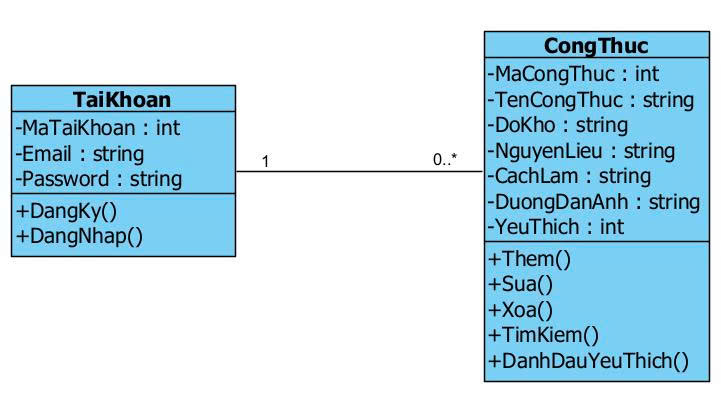 TaiKhoan
-MaTaiKhoan : int
-Email : string
-Password : string
+DangKy()
+DangNhap()
1
0..*
CongThuc
-MaCongThuc : int
-TenCongThuc : string
-DoKho : string
-NguyenLieu : string
-CachLam : string
-DuongDanAnh : string
-YeuThich : int
+Them()
+Sua()
+Xoa()
+TimKiem()
+DanhDauYeuThich()